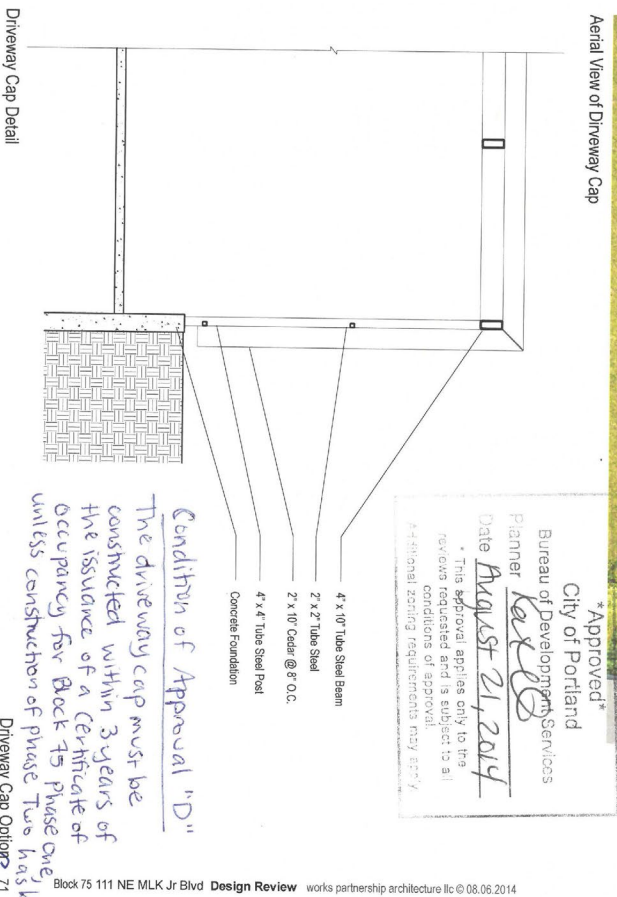 Aerial View of Dirveway Cap
*Approved*
City of Portland
Bureau of Development Services
Planner
Date August 21, 2014
* This approval applies only to the
reviews requested and is subject to all
conditions of approval.
Additional zoning requirements may apply.
4" x 10" Tube Steel Beam
2" x 2" Tube Steel
2" x 10" Cedar @ 8" O.C.
4" x 4" Tube Steel Post
Concrete Foundation
Condition of Approval "D"
The driveway cap must be
constructed within 3 years of
the issuance of a Certificate of
occupancy for Block 75 phase one,
unless construction of phase Two has
Driveway Cap Detail
Driveway Cap Option 71
Block 75 111 NE MLK Jr Blvd Design Review works partnership architecture llc © 08.06.2014